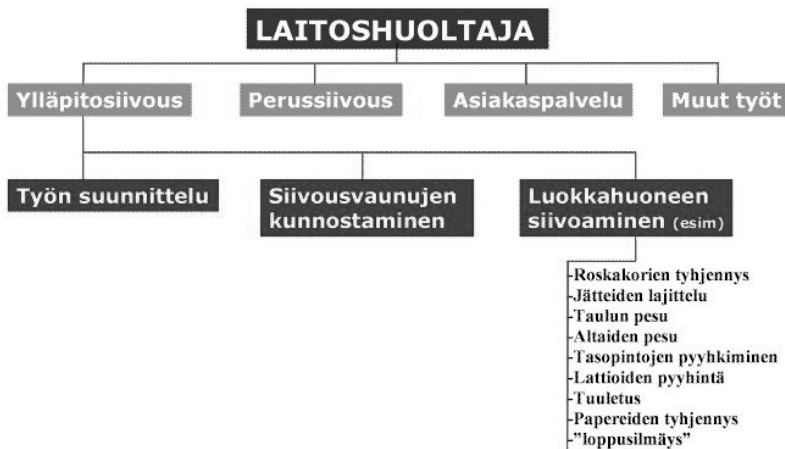 LAITOSHUOLTAJA
Ylläpitosiivous
Perussiivous
Asiakaspalvelu
Muut työt
Työn suunnittelu
Siivousvaunujen
kunnostaminen
Luokkahuoneen
siivoaminen (esim)
-Roskakorien tyhjennys
-Jätteiden lajittelu
-Taulun pesu
-Altaiden pesu
-Tasopintojen pyyhkiminen
-Lattioiden pyyhintä
-Tuuletus
-Papereiden tyhjennys
-”loppusilmäys”